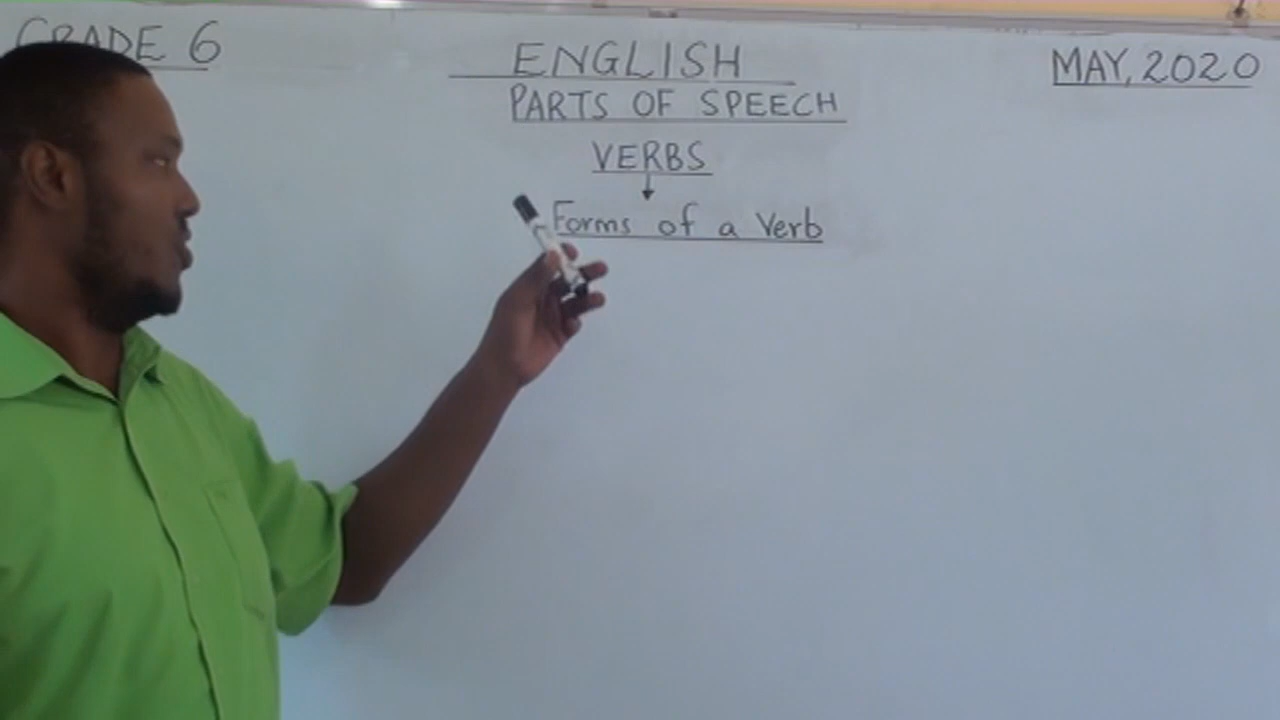 GRADE 6
ENGLISH
MAY, 2020
PARTS OF SPEECH
VERBS
Forms of a Verb